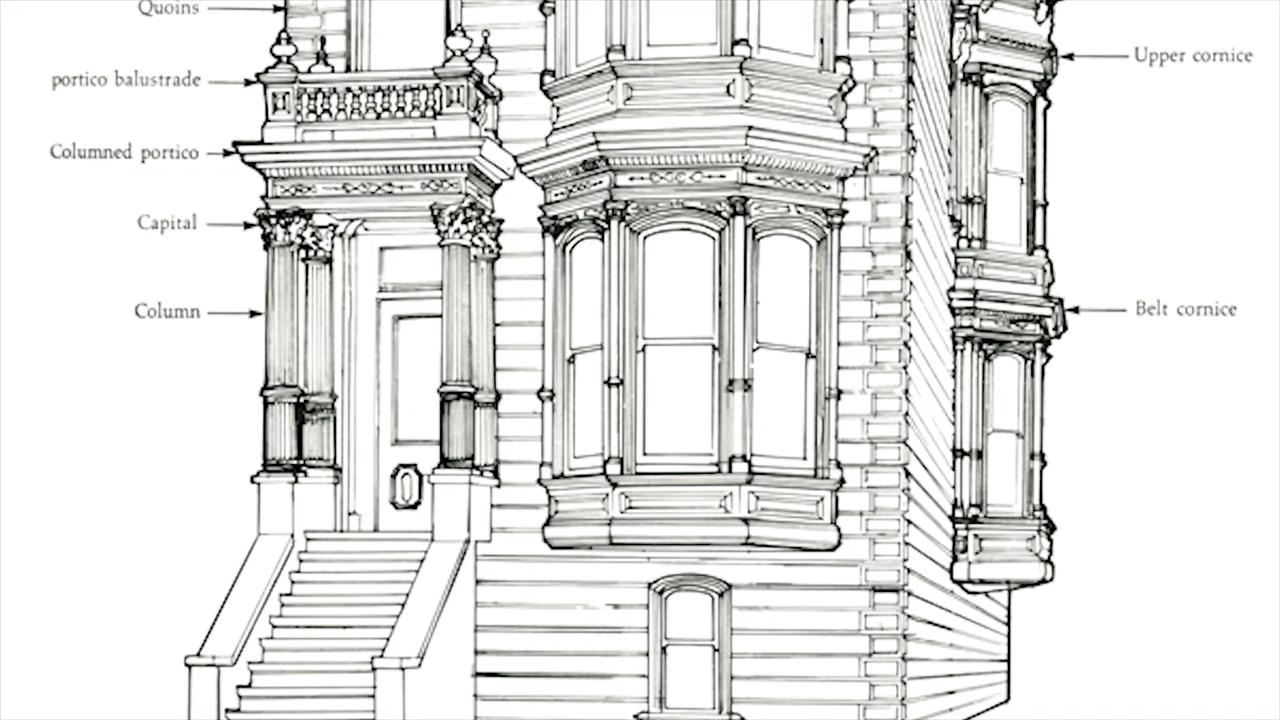 Quoins
portico balustrade
Columned portico
Capital
Column
Upper cornice
Belt cornice